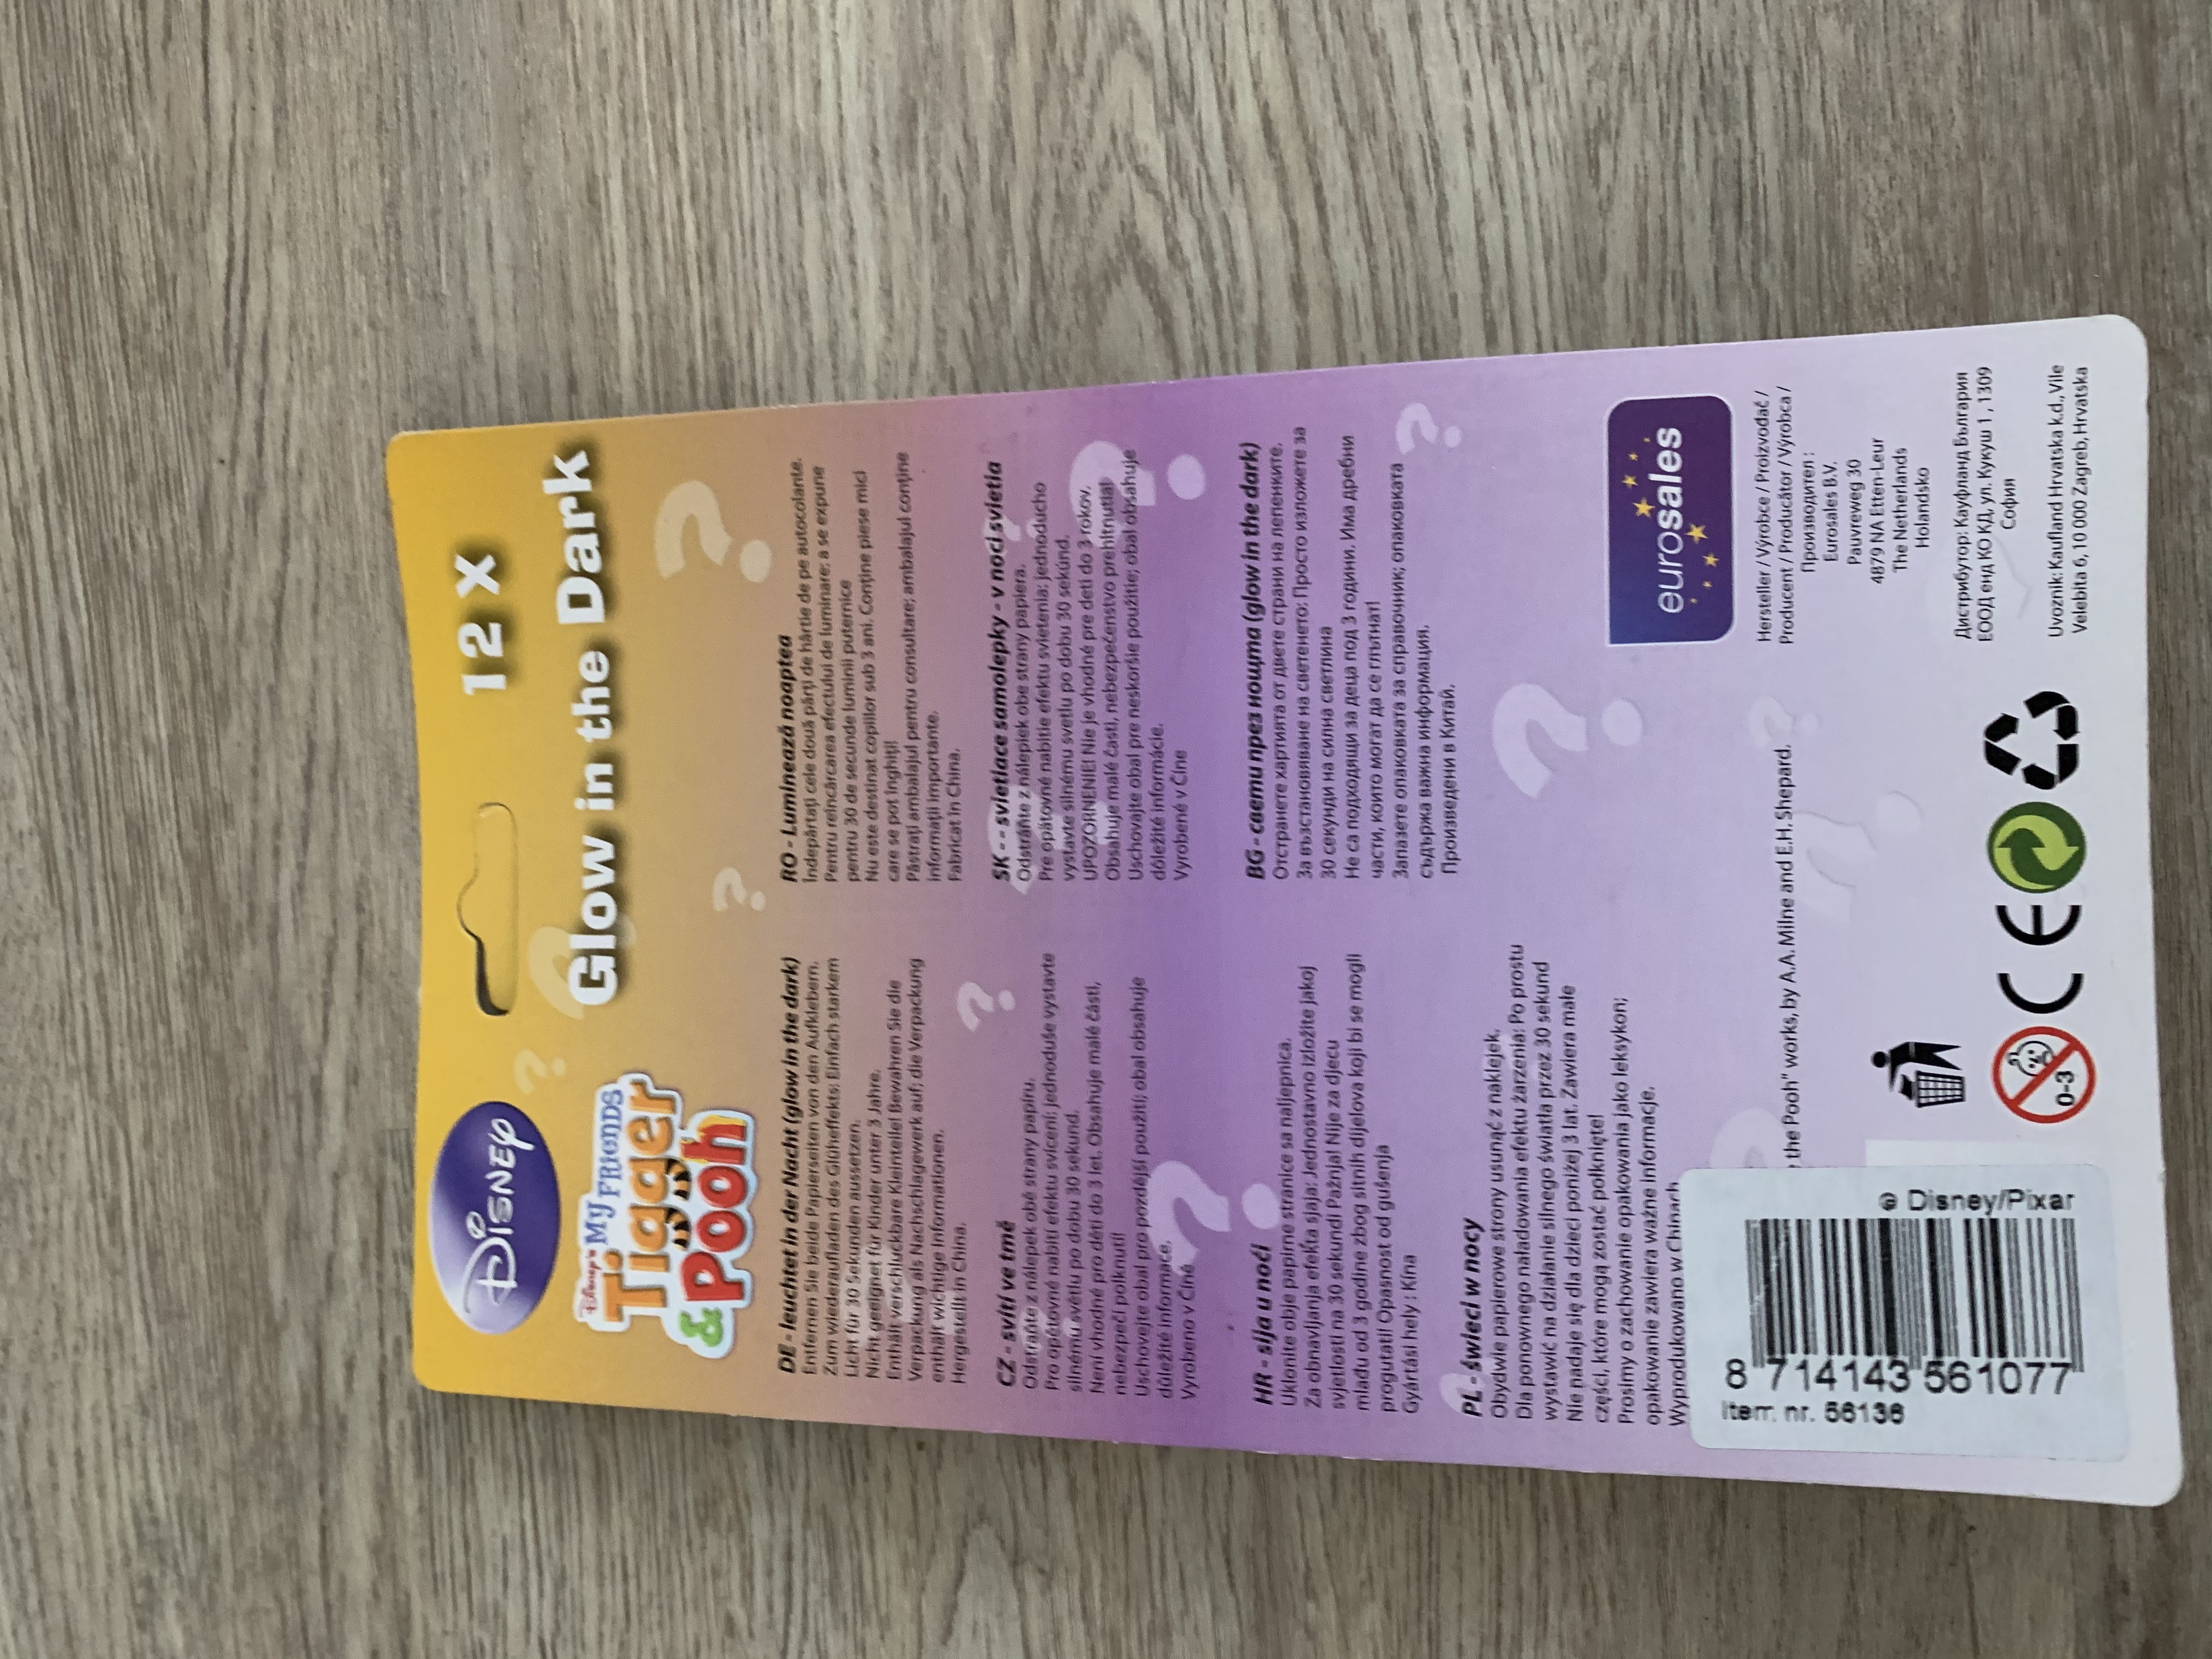 Disney
12 X
Disney's My Friends
Tigger
& Pooh
Glow in the Dark
DE - leuchtet in der Nacht (glow in the dark)
Entfernen Sie beide Papierseiten von den Aufklebern.
Zum wiederaufladen des Glüheffekts: Einfach starkem
Licht für 30 Sekunden aussetzen.
Nicht geeignet für Kinder unter 3 Jahre.
Enthält verschluckbare Kleinteile! Bewahren Sie die
Verpackung als Nachschlagewerk auf; die Verpackung
enthält wichtige Informationen.
Hergestellt in China.
RO - Luminează noaptea
Îndepărtați cele două părți de hârtie de pe autocolante.
Pentru reîncărcarea efectului de luminare: a se expune
pentru 30 de secunde luminii puternice
Nu este destinat copiilor sub 3 ani. Conține piese mici
care se pot înghiți!
Păstrați ambalajul pentru consultare; ambalajul conține
informații importante.
Fabricat în China.
CZ - svítí ve tmě
Odstraňte z nálepek obě strany papíru.
Pro opětovné nabití efektu svícení: jednoduše vystavte
silnému světlu po dobu 30 sekund.
Není vhodné pro děti do 3 let. Obsahuje malé části,
nebezpečí polknutí!
Uschovejte obal pro pozdější použití; obal obsahuje
důležité informace.
Vyrobeno v Číně
SK - - svietiace samolepky - v noci svietia
Odstráňte z nálepiek obe strany papiera.
Pre opätovné nabitie efektu svietenia: jednoducho
vystavte silnému svetlu po dobu 30 sekúnd.
UPOZORNENIE! Nie je vhodné pre deti do 3 rokov.
Obsahuje malé časti, nebezpečenstvo prehltnutia!
Uschovajte obal pre neskoršie použitie; obal obsahuje
dôležité informácie.
Vyrobené v Číne
HR - sija u noći
Uklonite obje papirne stranice sa naljepnica.
Za obnavljanja efekta sjaja: Jednostavno izložite jakoj
svjetlosti na 30 sekundi Pažnja! Nije za djecu
mlađu od 3 godine zbog sitnih dijelova koji bi se mogli
progutati! Opasnost od gušenja
Gyártási hely : Kína
BG - свети през нощта (glow in the dark)
Отстранете хартията от двете страни на лепенките.
За възстановяване на светенето: Просто изложете за
30 секунди на силна светлина
Не са подходящи за деца под 3 години. Има дребни
части, които могат да се глътнат!
Запазете опаковката за справочник; опаковката
съдържа важна информация.
Произведени в Китай.
PL - świeci w nocy
Obydwie papierowe strony usunąć z naklejek.
Dla ponownego naładowania efektu żarzenia: Po prostu
wystawić na działanie silnego światła przez 30 sekund
Nie nadaje się dla dzieci poniżej 3 lat. Zawiera małe
części, które mogą zostać połknięte!
Prosimy o zachowanie opakowania jako leksykon;
opakowanie zawiera ważne informacje.
Wyprodukowano w Chinach
the Pooh" works, by A.A. Milne and E.H. Shepard.
eurosales
Hersteller / Výrobce / Proizvođač /
Producent / Producător / Výrobca /
Производител :
Eurosales B.V.
Pauvreweg 30
4879 NA Etten-Leur
The Netherlands
Holandsko
Дистрибутор: Кауфланд България
ЕООД енд КО КД, ул. Кукуш 1 , 1309
София
Uvoznik: Kaufland Hrvatska k.d., Vile
Velebita 6, 10 000 Zagreb, Hrvatska
0-3
CE
© Disney/Pixar
8 714143 561077
Item. nr. 56136